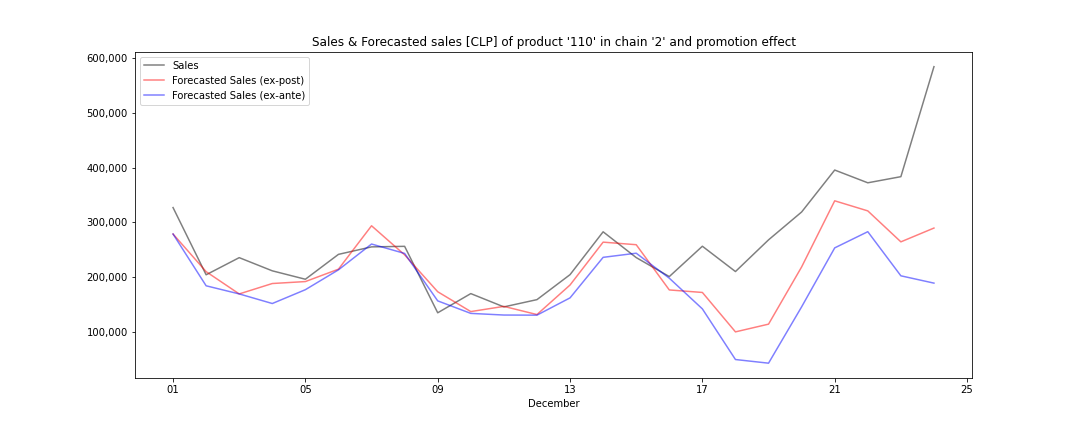 Sales & Forecasted sales [CLP] of product '110' in chain '2' and promotion effect
600,000
500,000
400,000
300,000
200,000
100,000
Sales
Forecasted Sales (ex-post)
Forecasted Sales (ex-ante)
01 05 09 13 17 21 25
December